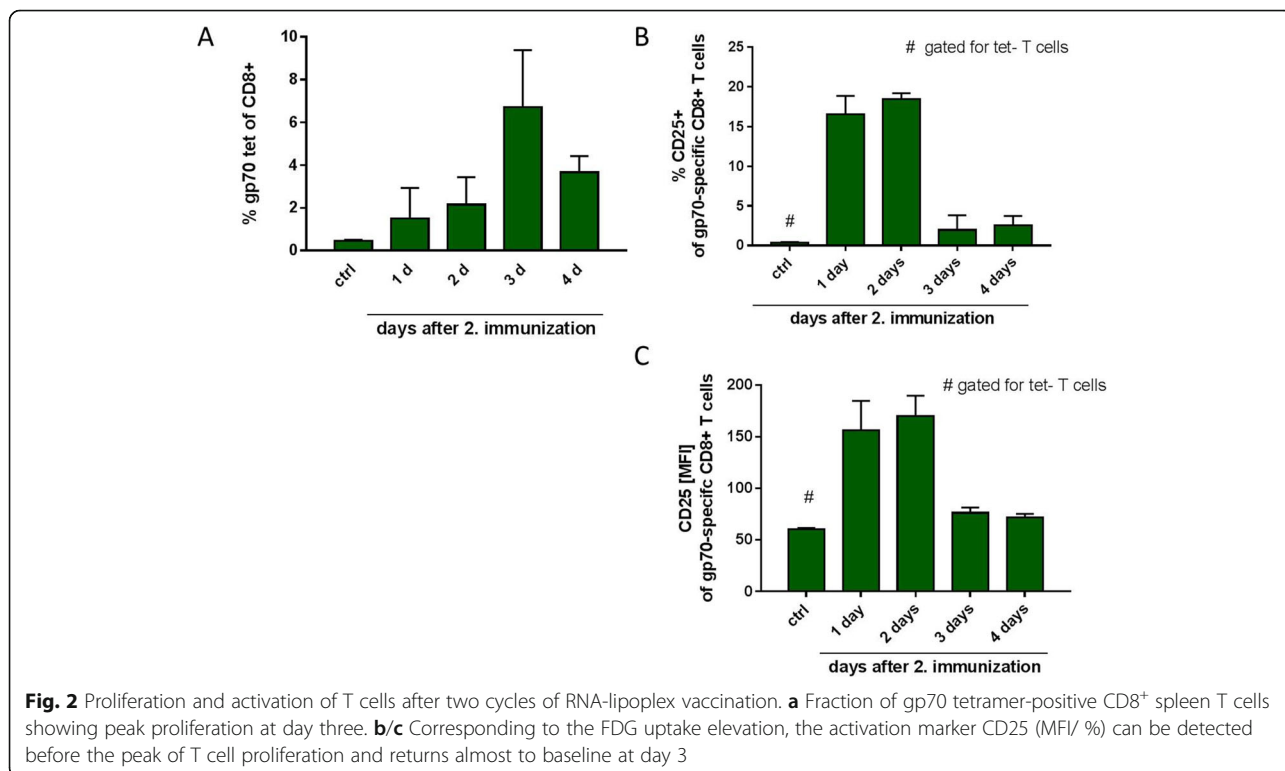 A
% gp70 tet of CD8+
10
8
6
4
2
0
ctrl
1 d
2 d
3 d
4 d
days after 2. immunization
B
# gated for tet- T cells
% CD25+
of gp70-specific CD8+ T cells
25
20
15
10
5
0
#
ctrl
1 day
2 days
3 days
4 days
days after 2. immunization
C
# gated for tet- T cells
CD25 [MFI]
of gp70-specifc CD8+ T cells
200
150
100
50
0
#
ctrl
1 day
2 days
3 days
4 days
days after 2. immunization
Fig. 2 Proliferation and activation of T cells after two cycles of RNA-lipoplex vaccination. a Fraction of gp70 tetramer-positive CD8⁺ spleen T cells
showing peak proliferation at day three. b/c Corresponding to the FDG uptake elevation, the activation marker CD25 (MFI/ %) can be detected
before the peak of T cell proliferation and returns almost to baseline at day 3